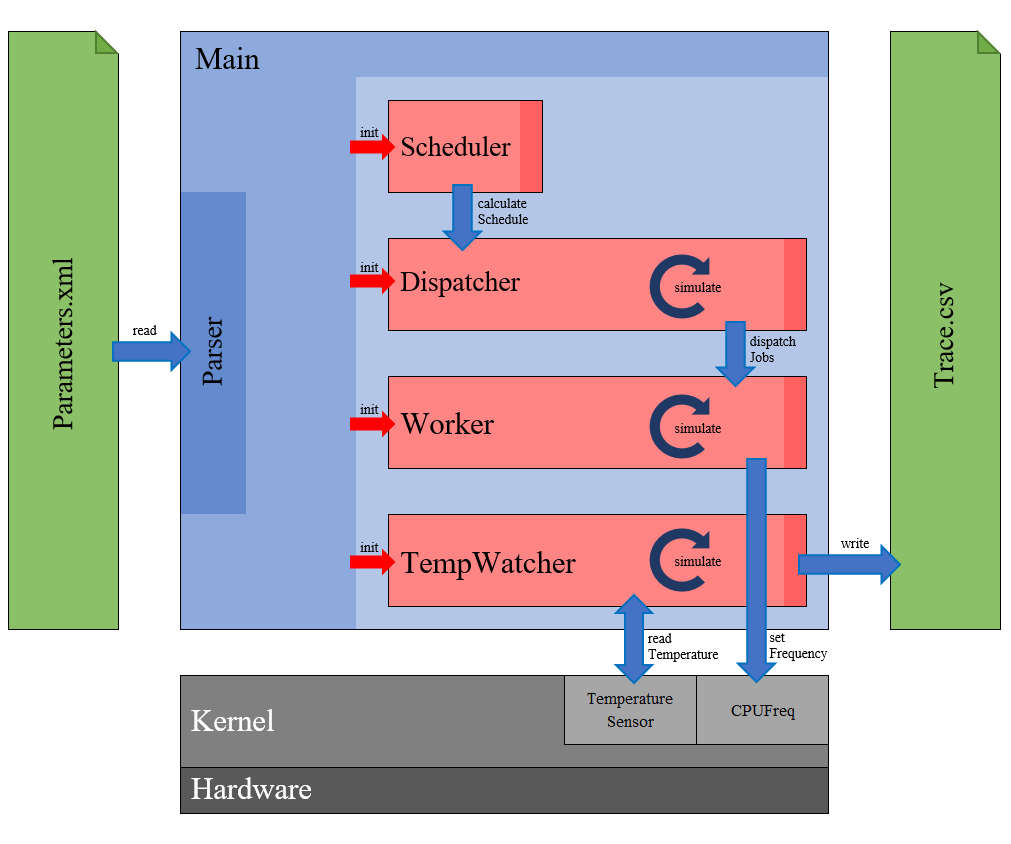 Main
init
Scheduler
calculate
Schedule
init
Dispatcher
simulate
Parameters.xml
read
Parser
dispatch
Jobs
Trace.csv
init
Worker
simulate
init
TempWatcher
simulate
write
read
Temperature
set
Frequency
Kernel
Temperature
Sensor
CPUFreq
Hardware